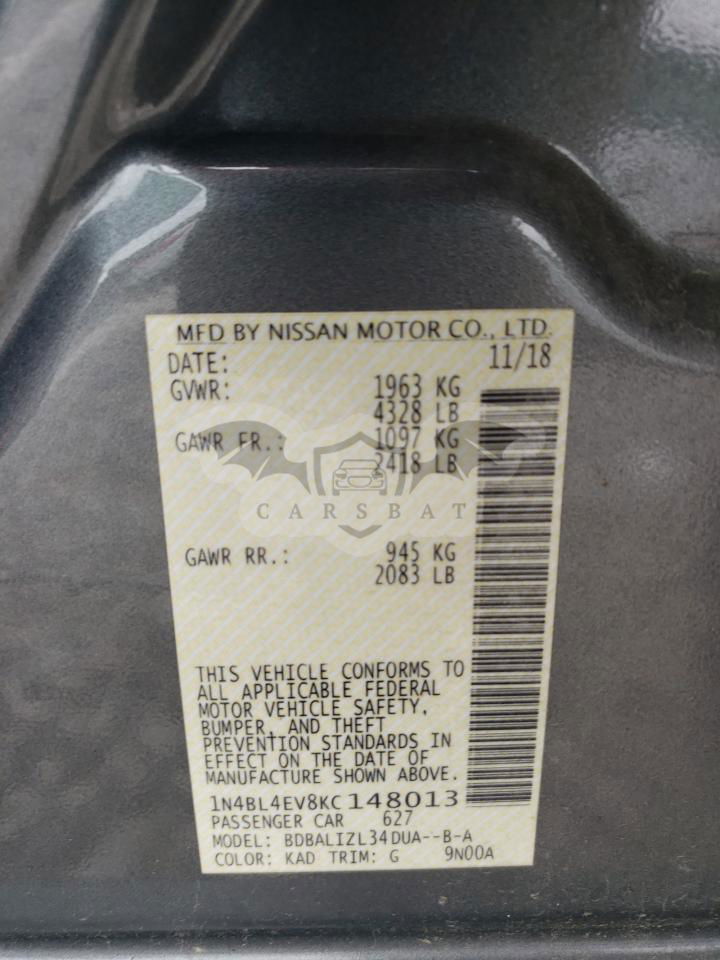 MFD BY NISSAN MOTOR CO., LTD.
DATE: 11/18
GVWR: 1963 KG
4328 LB
GAWR FR.: 1097 KG
2418 LB
CARSBAT
GAWR RR.: 945 KG
2083 LB
THIS VEHICLE CONFORMS TO
ALL APPLICABLE FEDERAL
MOTOR VEHICLE SAFETY,
BUMPER, AND THEFT
PREVENTION STANDARDS IN
EFFECT ON THE DATE OF
MANUFACTURE SHOWN ABOVE.
1N4BL4EV8KC148013
PASSENGER CAR 627
MODEL: BDBALIZL34DUA--B-A
COLOR: KAD TRIM: G 9N00A